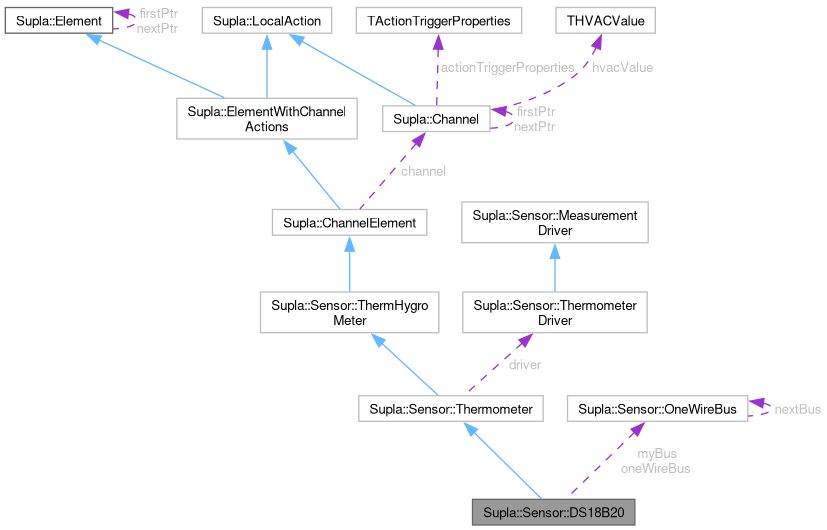 Supla::Element
firstPtr
nextPtr
Supla::LocalAction
TActionTriggerProperties
THVACValue
actionTriggerProperties
hvacValue
Supla::ElementWithChannel
Actions
Supla::Channel
firstPtr
nextPtr
channel
Supla::ChannelElement
Supla::Sensor::Measurement
Driver
Supla::Sensor::ThermHygro
Meter
Supla::Sensor::Thermometer
Driver
driver
Supla::Sensor::Thermometer
Supla::Sensor::OneWireBus
nextBus
myBus
oneWireBus
Supla::Sensor::DS18B20